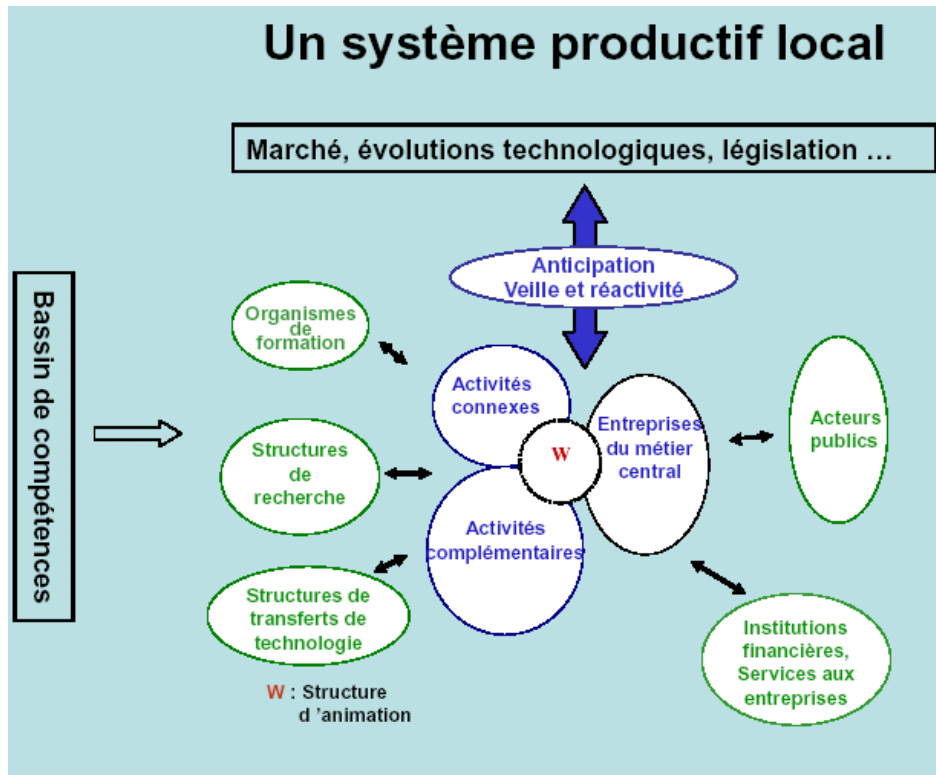 Un système productif local
Marché, évolutions technologiques, législation ...
Anticipation
Veille et réactivité
Bassin de compétences
Organismes
de
formation
Activités
connexes
Entreprises
du métier
central
Acteurs
publics
W
Structures
de
recherche
Activités
complémentaires
Structures de
transferts de
technologie
Institutions
financières,
Services aux
entreprises
W : Structure
d 'animation